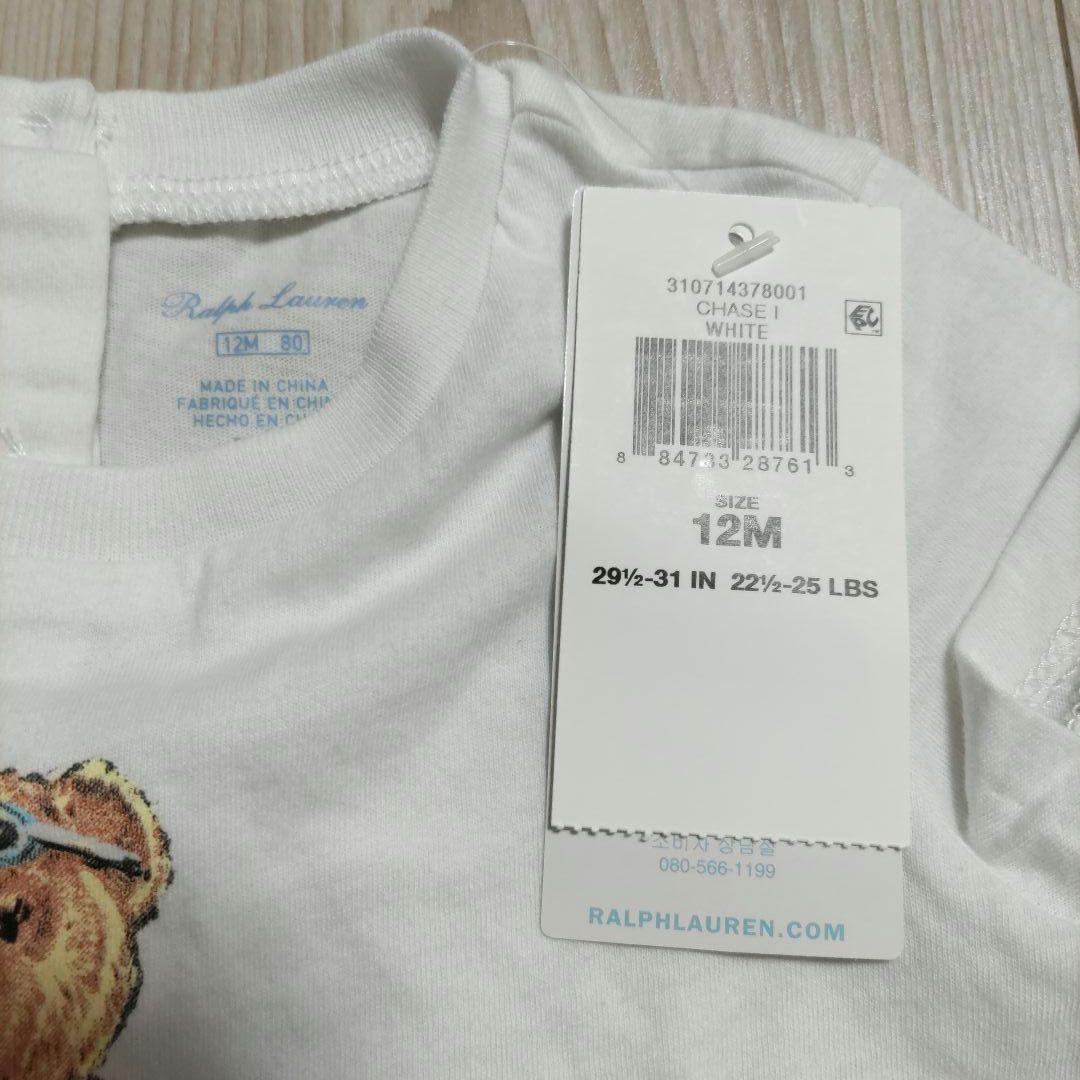 Ralph Lauren
12M 80
MADE IN CHINA
FABRIQUÉ EN
HECHO EN
310714378001
CHASE I
WHITE
8 84733 28761 3
SIZE
12M
29½-31 IN 22½-25 LBS
소비자 상담실
080-566-1199
RALPHLAUREN.COM